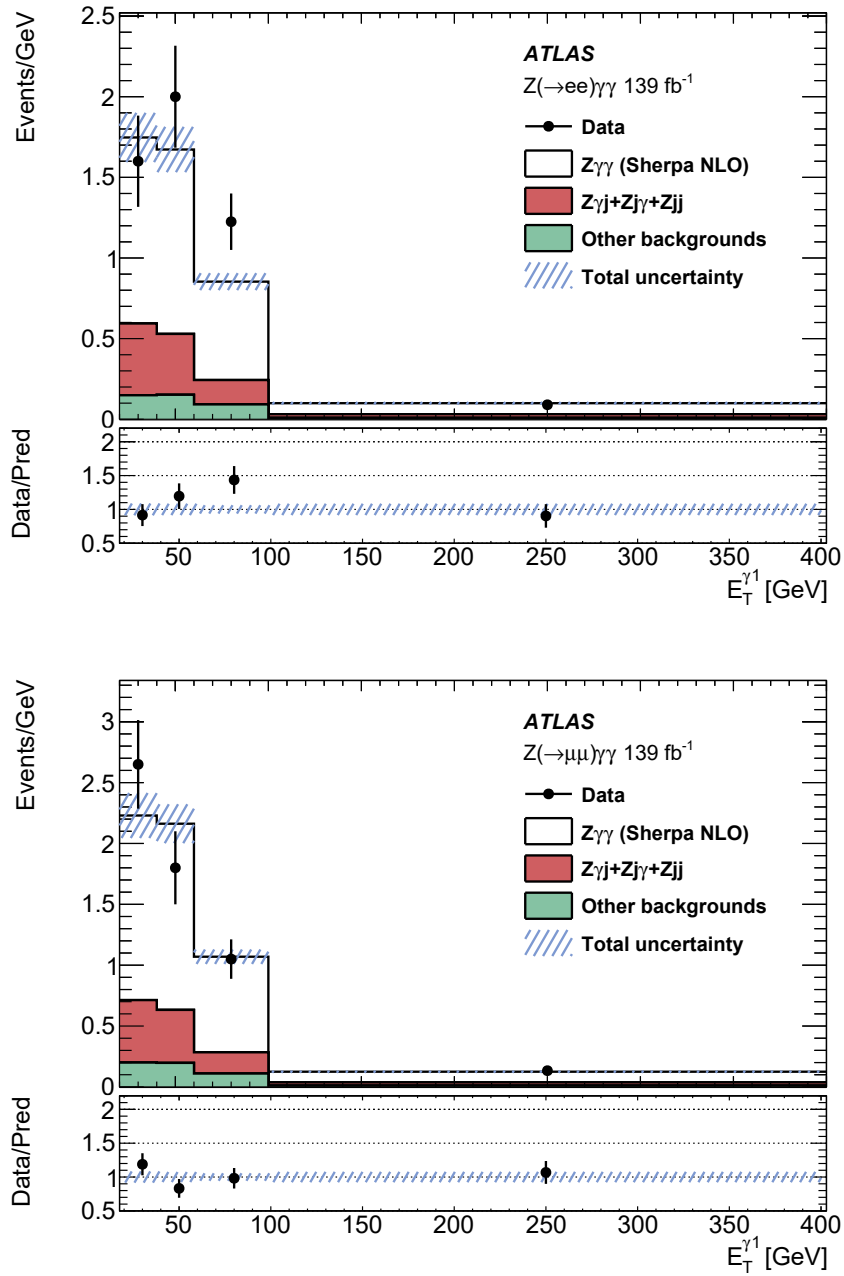 2.5
2
1.5
1
0.5
0
Events/GeV
ATLAS
Z(→ee)γγ 139 fb-1
Data
Zγγ (Sherpa NLO)
Zγj+Zjγ+Zjj
Other backgrounds
Total uncertainty
2
1.5
1
0.5
Data/Pred
50 100 150 200 250 300 350 400
E_T^γ1 [GeV]
3
2.5
2
1.5
1
0.5
0
Events/GeV
ATLAS
Z(→μμ)γγ 139 fb-1
Data
Zγγ (Sherpa NLO)
Zγj+Zjγ+Zjj
Other backgrounds
Total uncertainty
2
1.5
1
0.5
Data/Pred
50 100 150 200 250 300 350 400
E_T^γ1 [GeV]